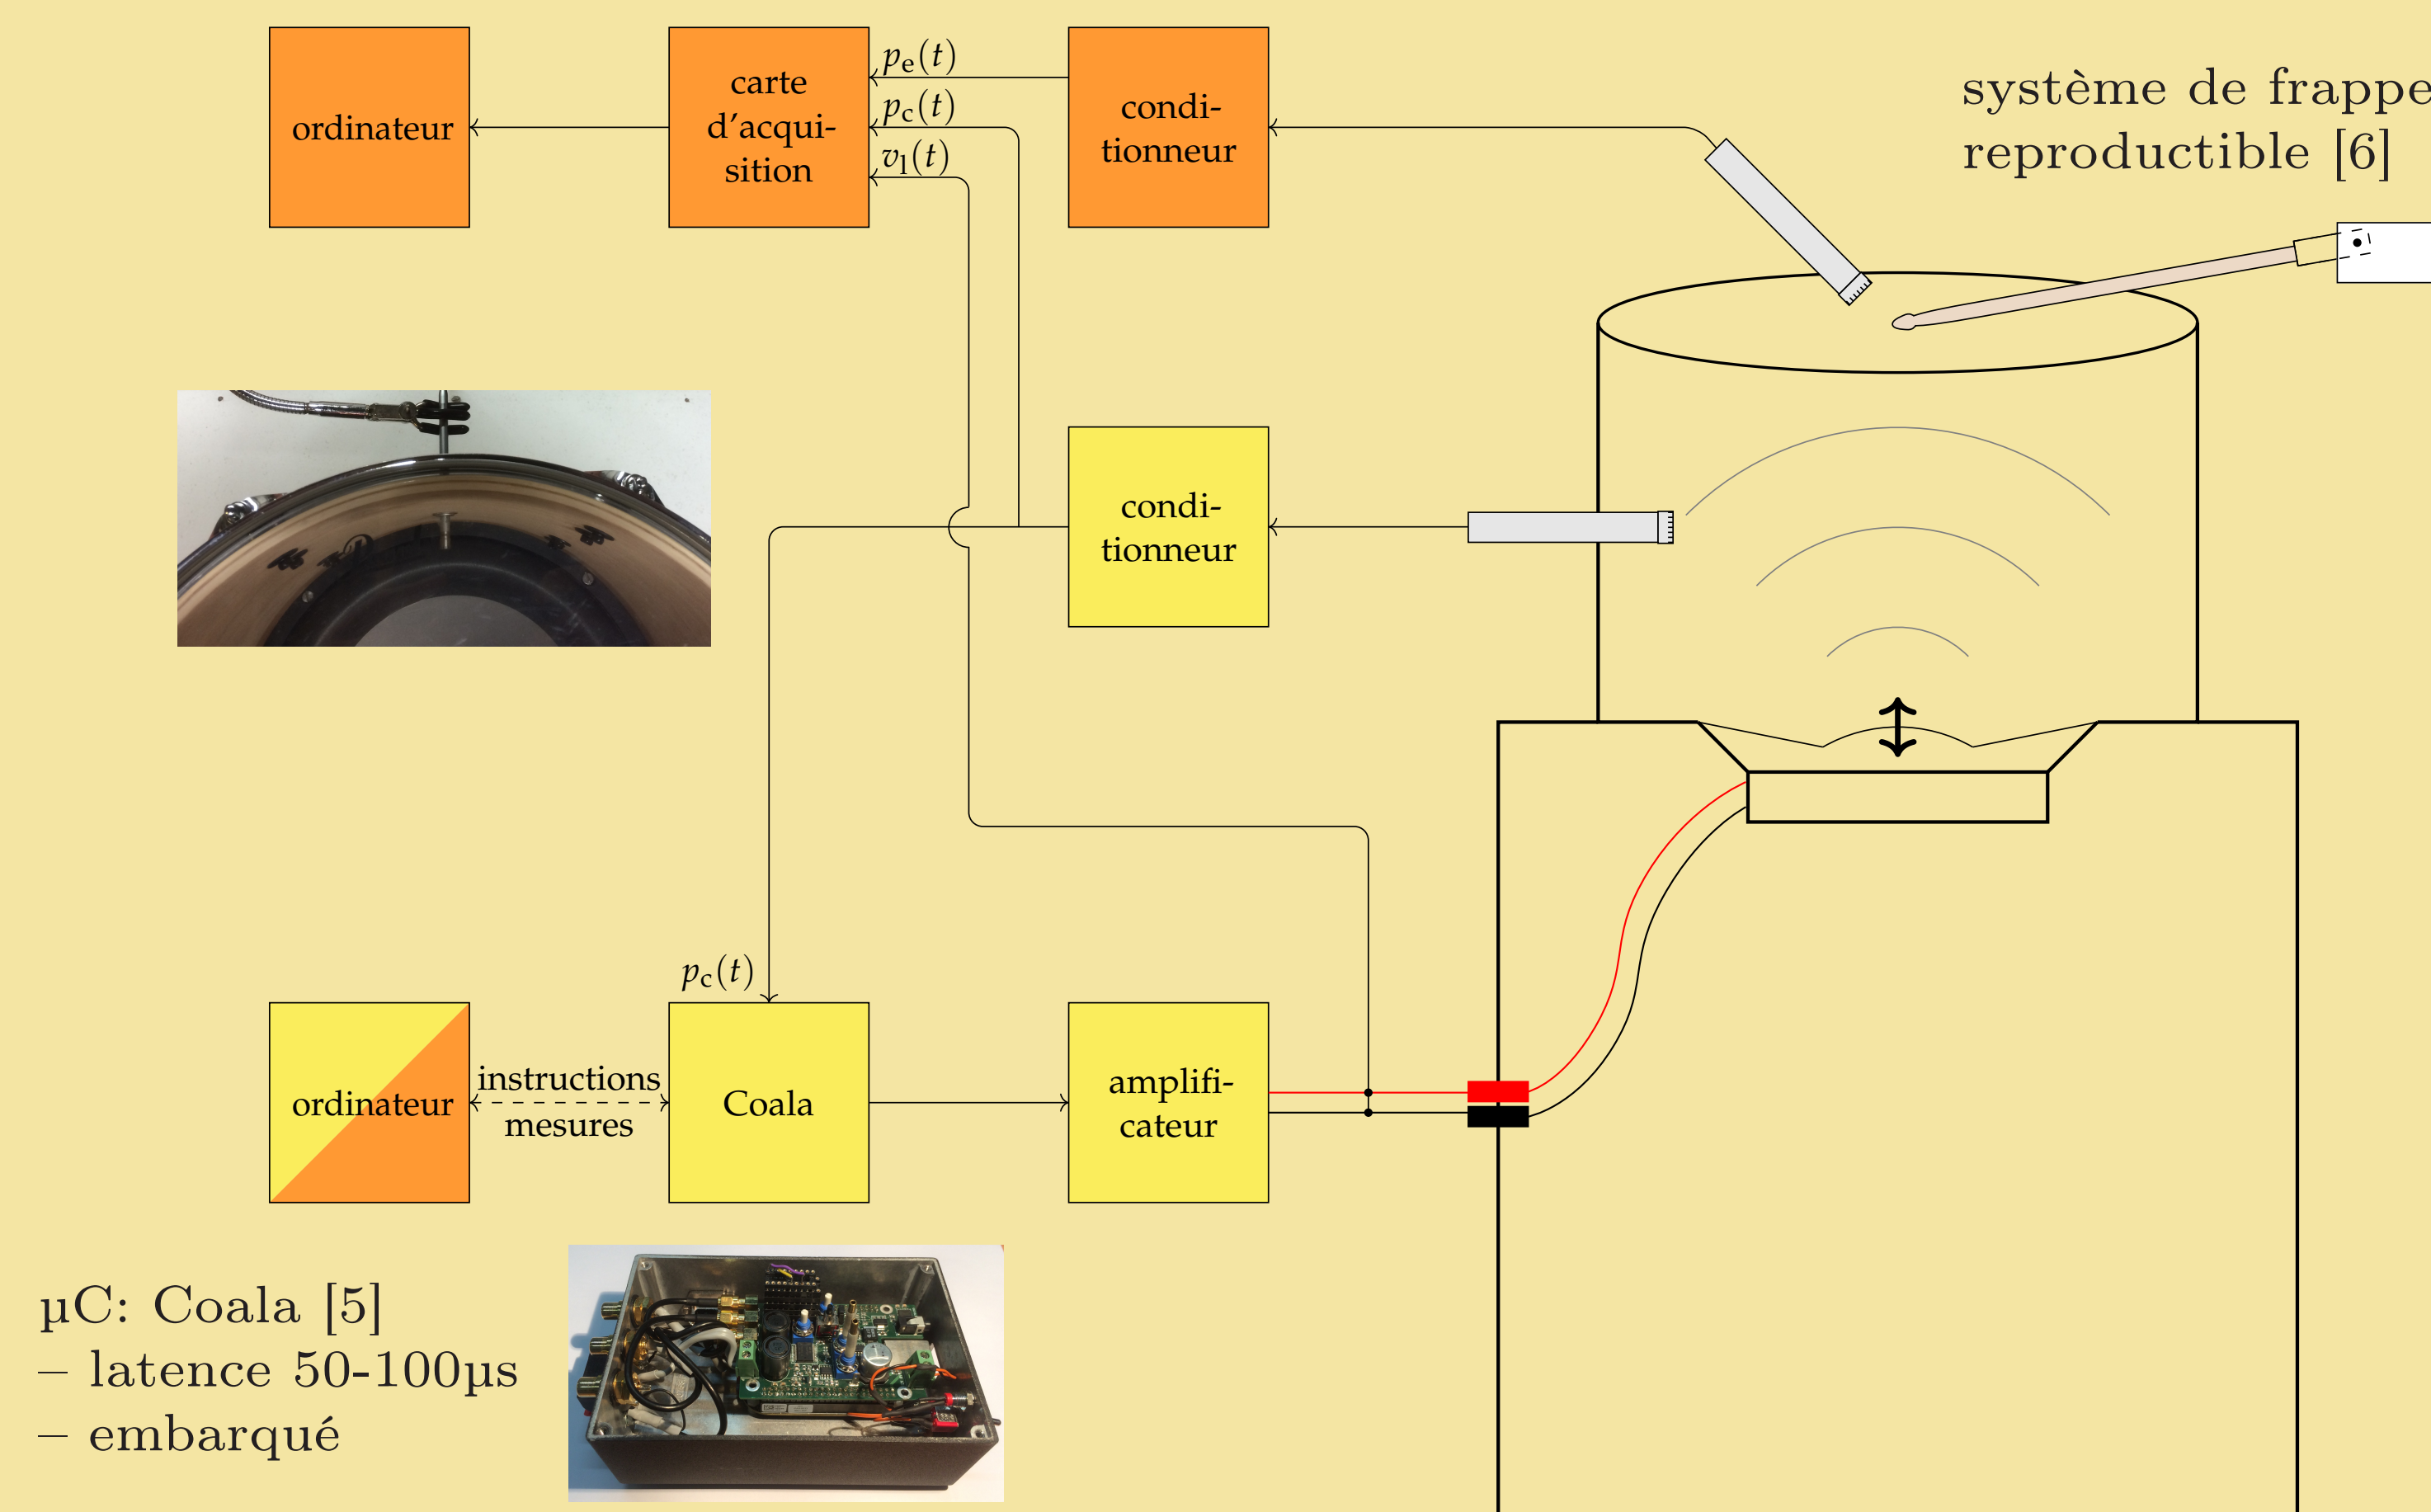 ordinateur
carte
d'acqui-
sition
pe(t)
pc(t)
vl(t)
condi-
tionneur
système de frappe
reproductible [6]
condi-
tionneur
pc(t)
ordinateur
instructions
mesures
Coala
amplifi-
cateur
µC: Coala [5]
– latence 50-100µs
– embarqué